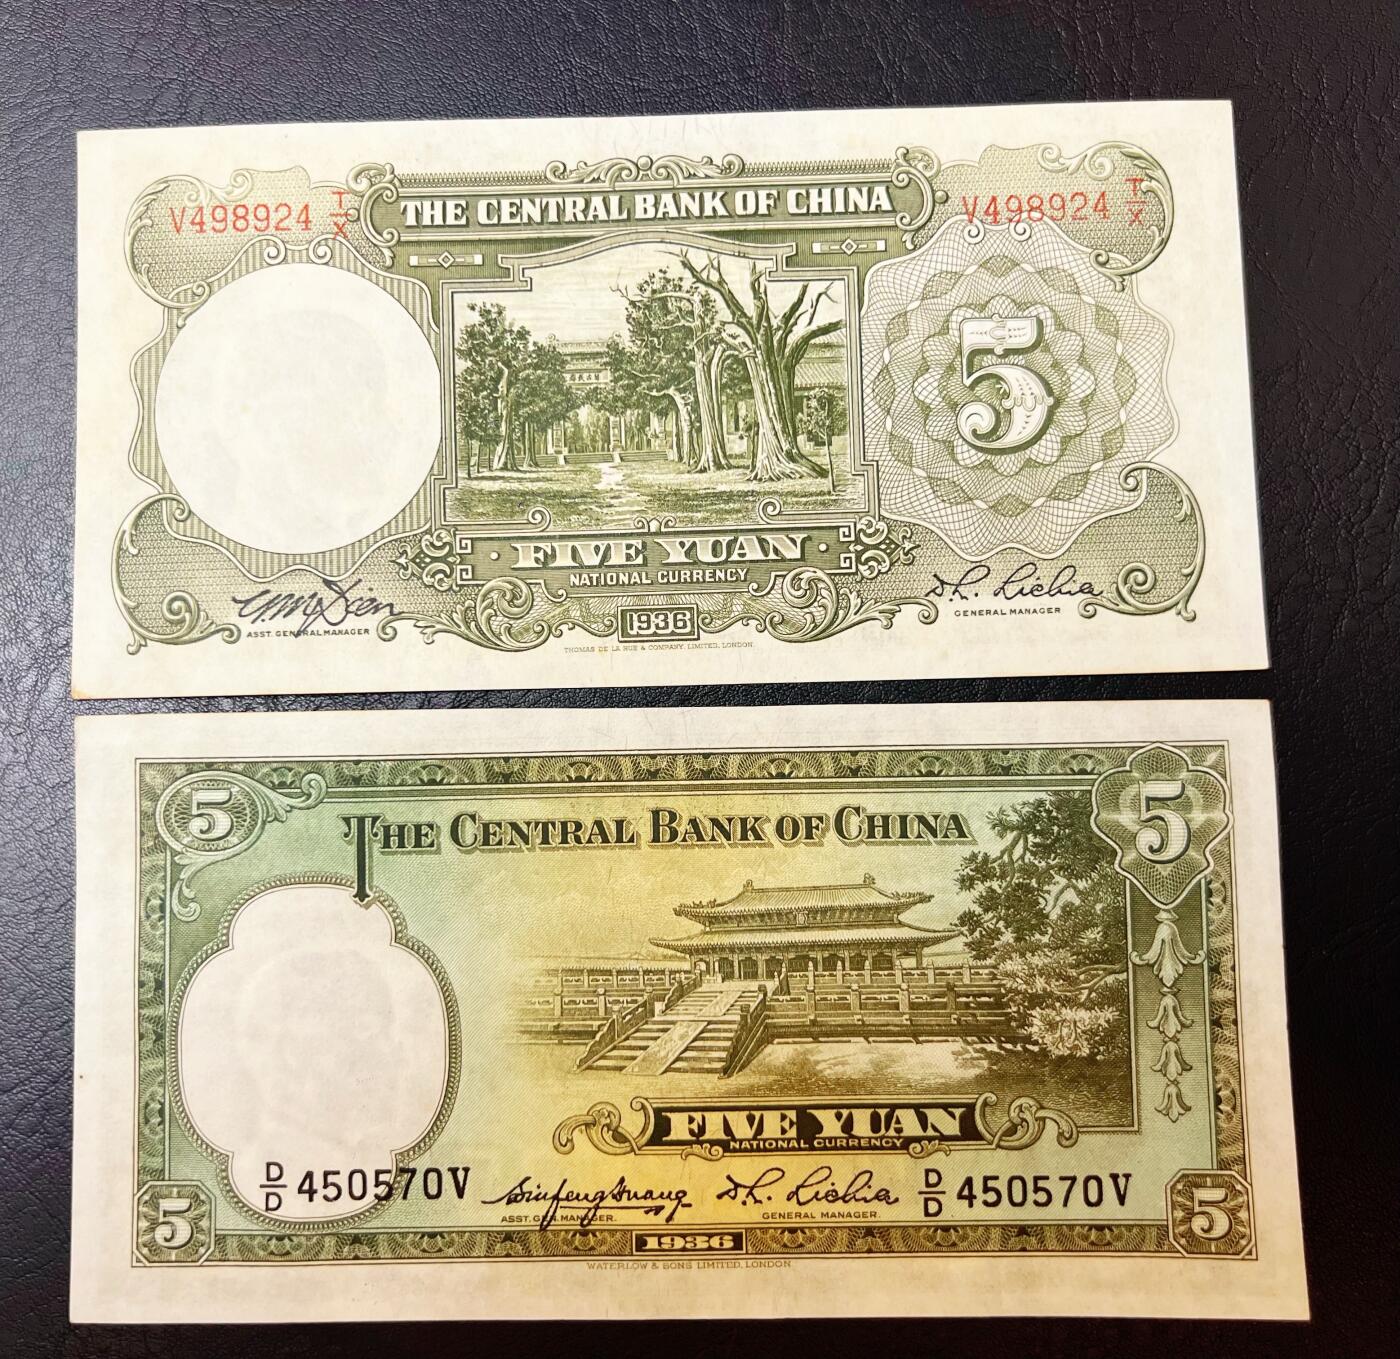 V498924 T/X
THE CENTRAL BANK OF CHINA
V498924 T/X
5
FIVE YUAN
NATIONAL CURRENCY
ASST. GENERAL MANAGER
GENERAL MANAGER
1936
THOMAS DE LA RUE & COMPANY, LIMITED, LONDON.
5
5
THE CENTRAL BANK OF CHINA
FIVE YUAN
NATIONAL CURRENCY
D/D 450570V
D/D 450570V
ASST. GEN. MANAGER.
GENERAL MANAGER.
5
5
1936
WATERLOW & SONS LIMITED, LONDON.